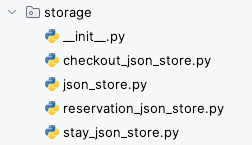 storage
__init__.py
checkout_json_store.py
json_store.py
reservation_json_store.py
stay_json_store.py